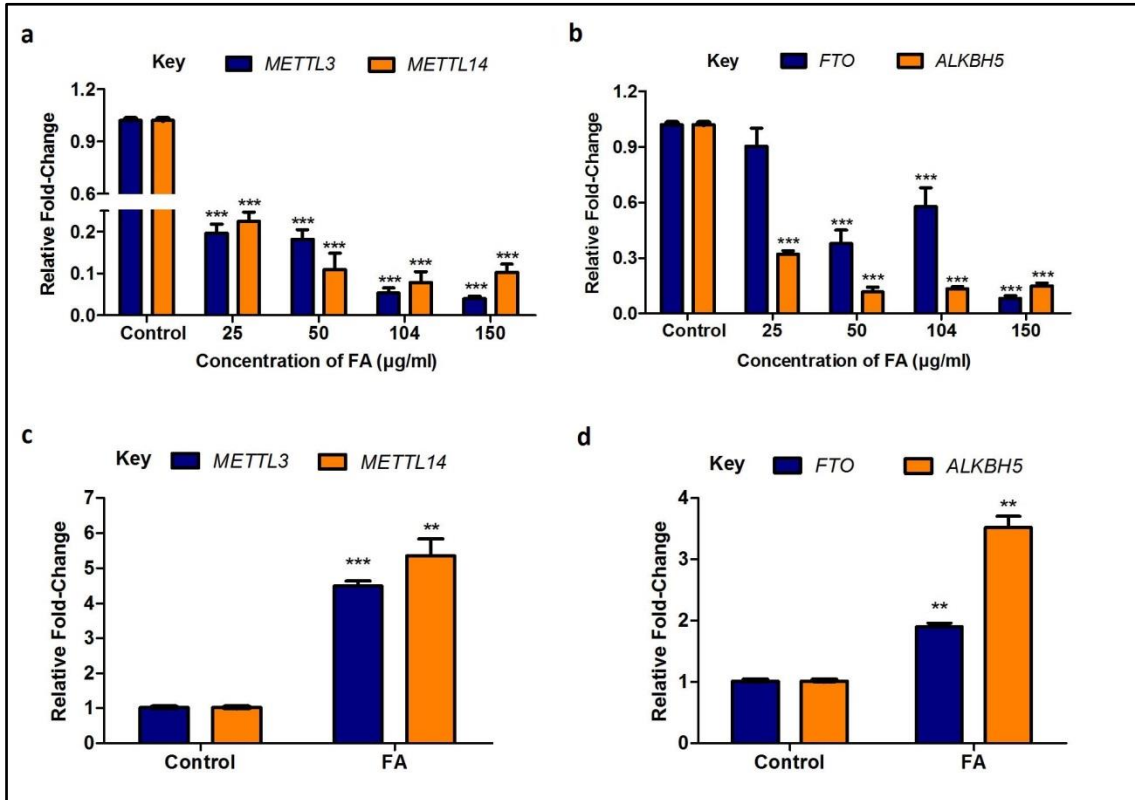 a
Key METTL3 METTL14
Relative Fold-Change
1.2
0.9
0.6
0.2
0.1
0.0
*** *** *** *** *** *** *** ***
Control 25 50 104 150
Concentration of FA (µg/ml)
b
Key FTO ALKBH5
Relative Fold-Change
1.2
0.9
0.6
0.3
0.0
*** *** *** *** *** *** ***
Control 25 50 104 150
Concentration of FA (µg/ml)
c
Key METTL3 METTL14
Relative Fold-Change
7
6
5
4
3
2
1
0
*** **
Control FA
d
Key FTO ALKBH5
Relative Fold-Change
4
3
2
1
0
** **
Control FA